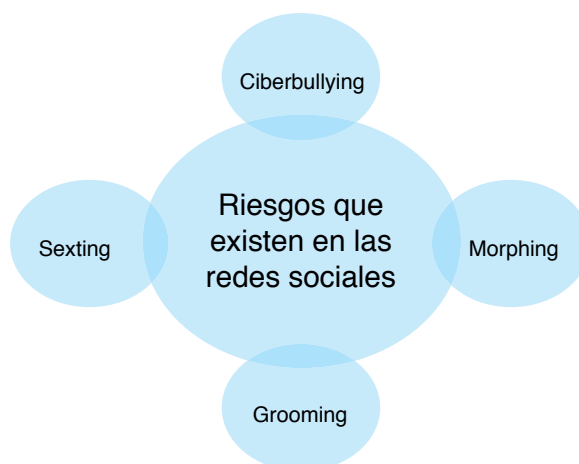 Ciberbullying
Riesgos que
existen en las
redes sociales
Sexting
Morphing
Grooming